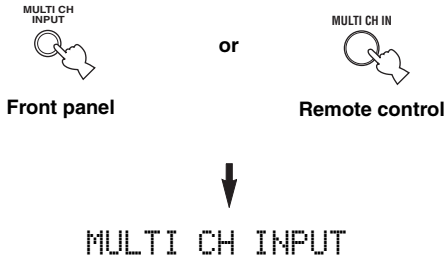 MULTI CH
INPUT
or
MULTI CH IN
Front panel
Remote control
MULTI CH INPUT